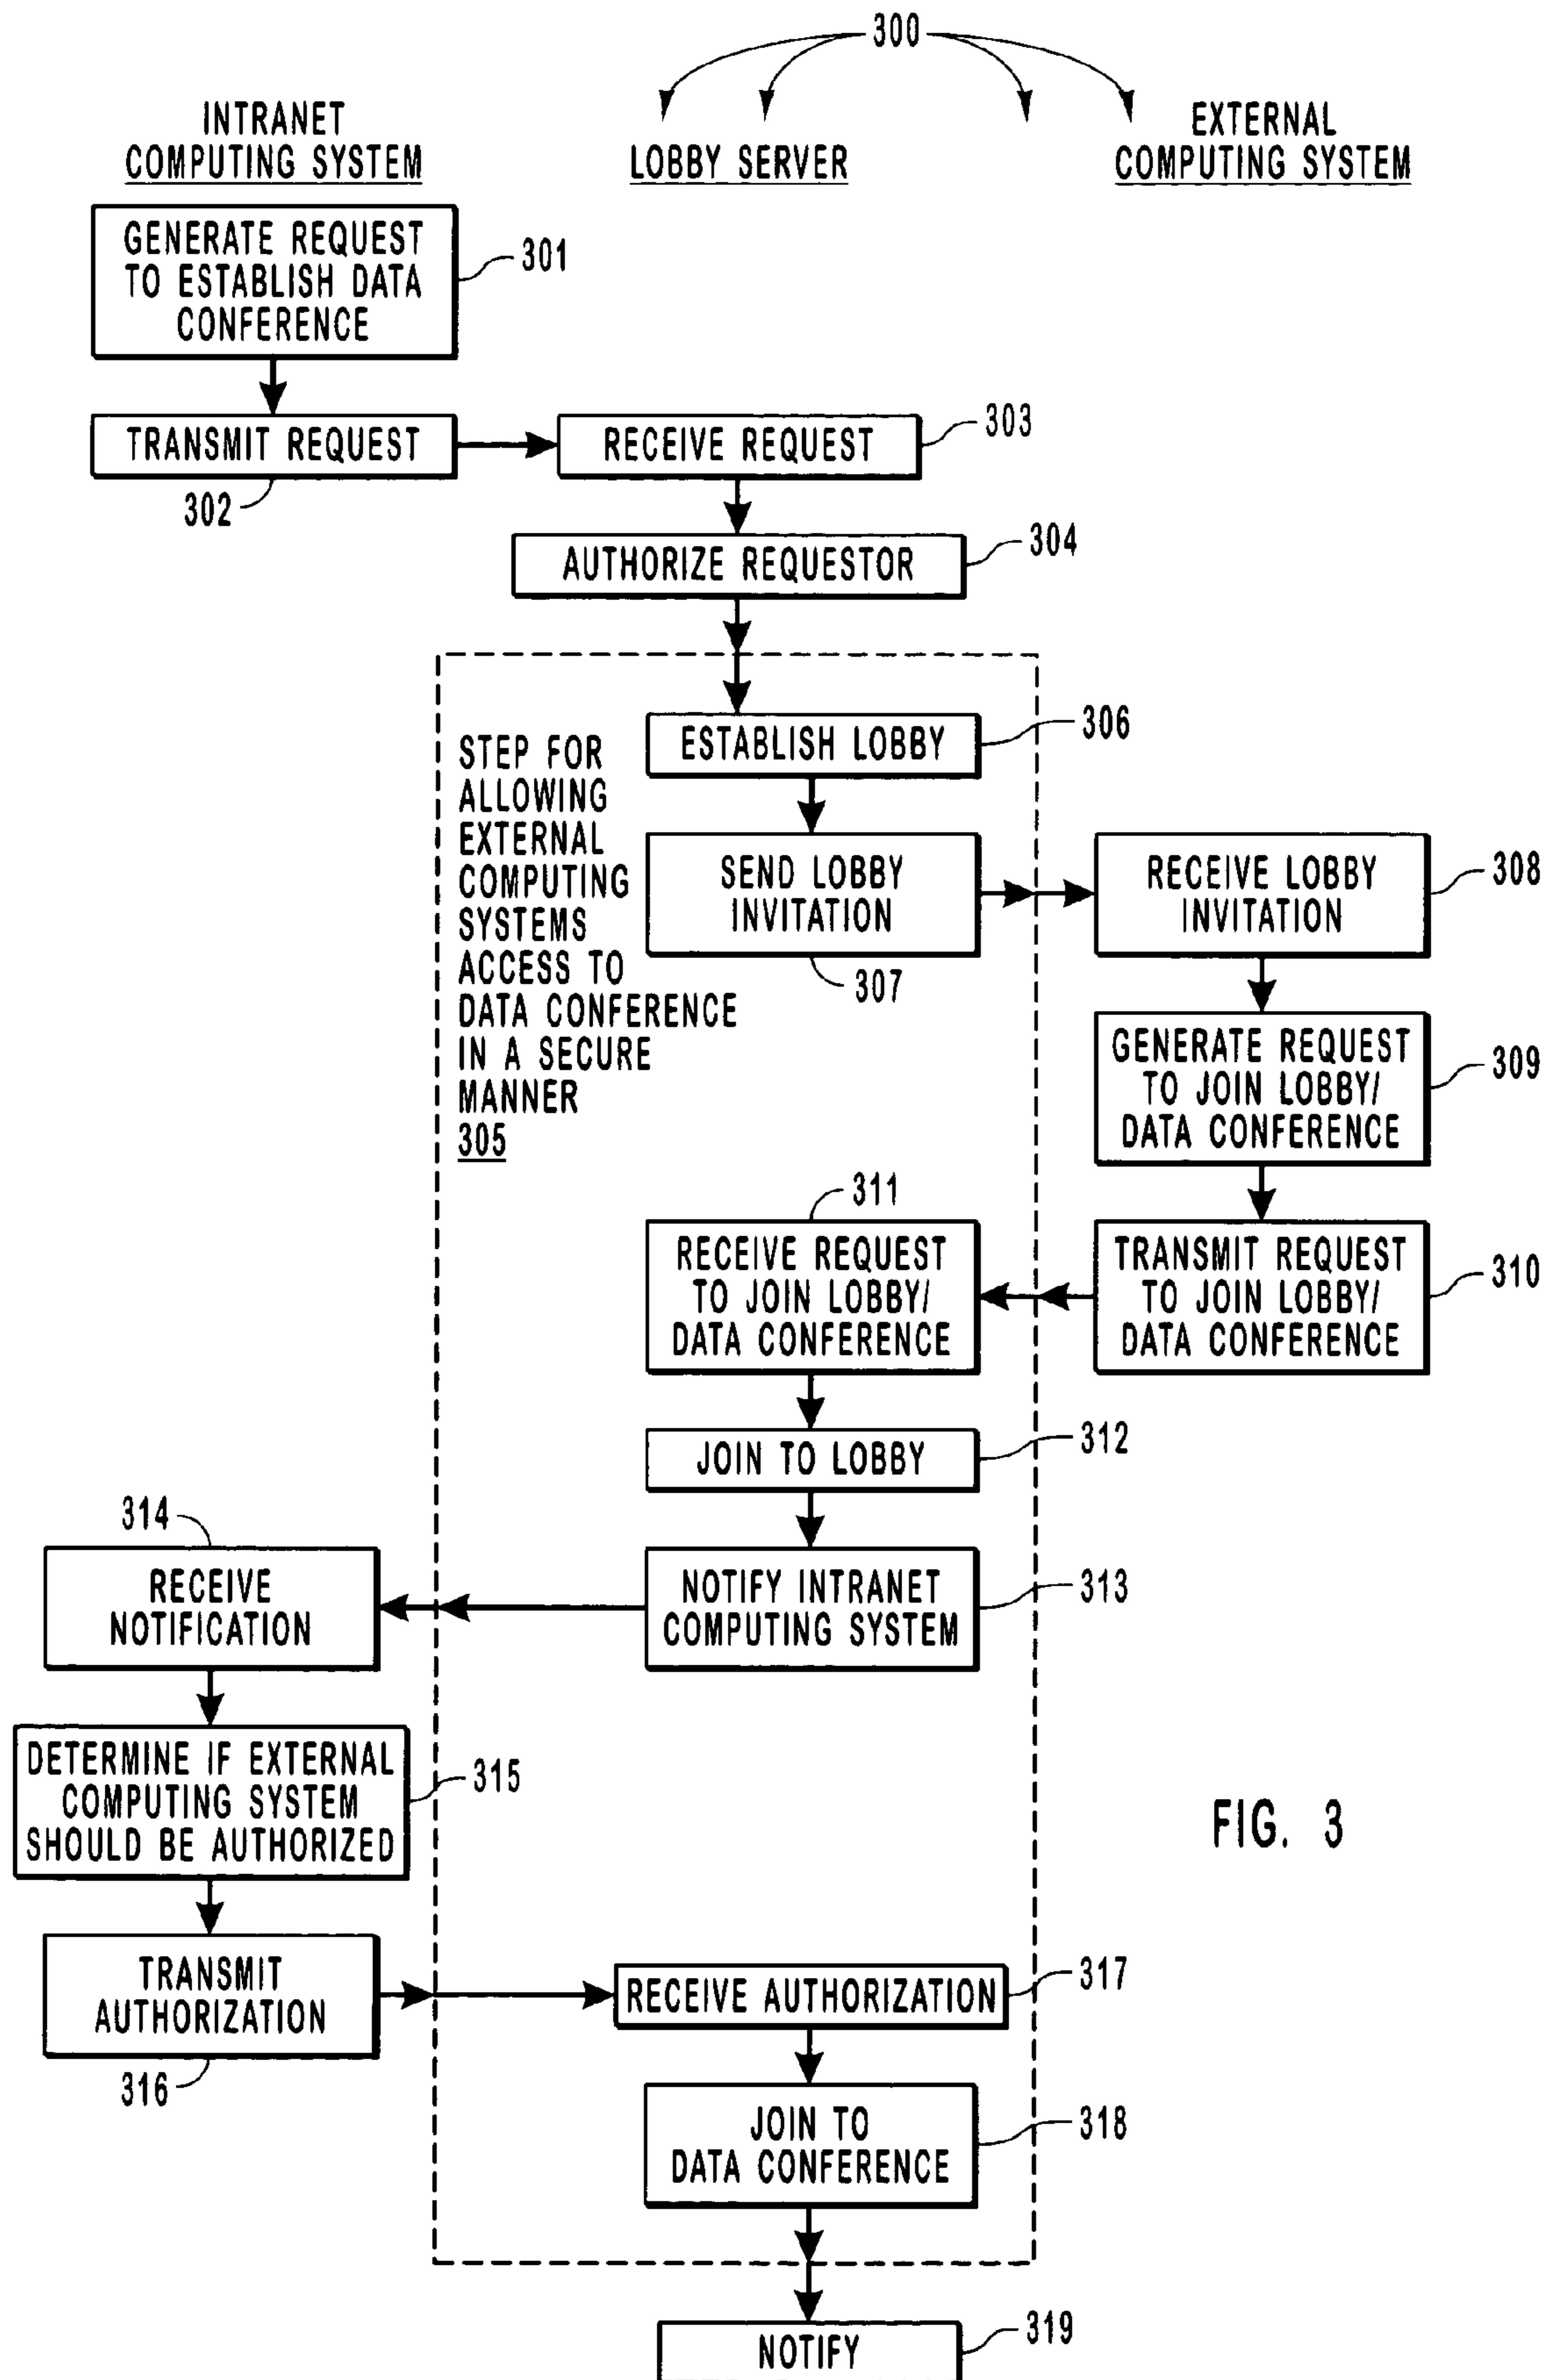 300
INTRANET
COMPUTING SYSTEM
LOBBY SERVER
EXTERNAL
COMPUTING SYSTEM
GENERATE REQUEST
TO ESTABLISH DATA
CONFERENCE
301
TRANSMIT REQUEST
302
RECEIVE REQUEST
303
AUTHORIZE REQUESTOR
304
STEP FOR
ALLOWING
EXTERNAL
COMPUTING
SYSTEMS
ACCESS TO
DATA CONFERENCE
IN A SECURE
MANNER
305
ESTABLISH LOBBY
306
SEND LOBBY
INVITATION
307
RECEIVE LOBBY
INVITATION
308
GENERATE REQUEST
TO JOIN LOBBY/
DATA CONFERENCE
309
TRANSMIT REQUEST
TO JOIN LOBBY/
DATA CONFERENCE
310
311
RECEIVE REQUEST
TO JOIN LOBBY/
DATA CONFERENCE
JOIN TO LOBBY
312
NOTIFY INTRANET
COMPUTING SYSTEM
313
314
RECEIVE
NOTIFICATION
DETERMINE IF EXTERNAL
COMPUTING SYSTEM
SHOULD BE AUTHORIZED
315
TRANSMIT
AUTHORIZATION
316
RECEIVE AUTHORIZATION
317
JOIN TO
DATA CONFERENCE
318
NOTIFY
319
FIG. 3